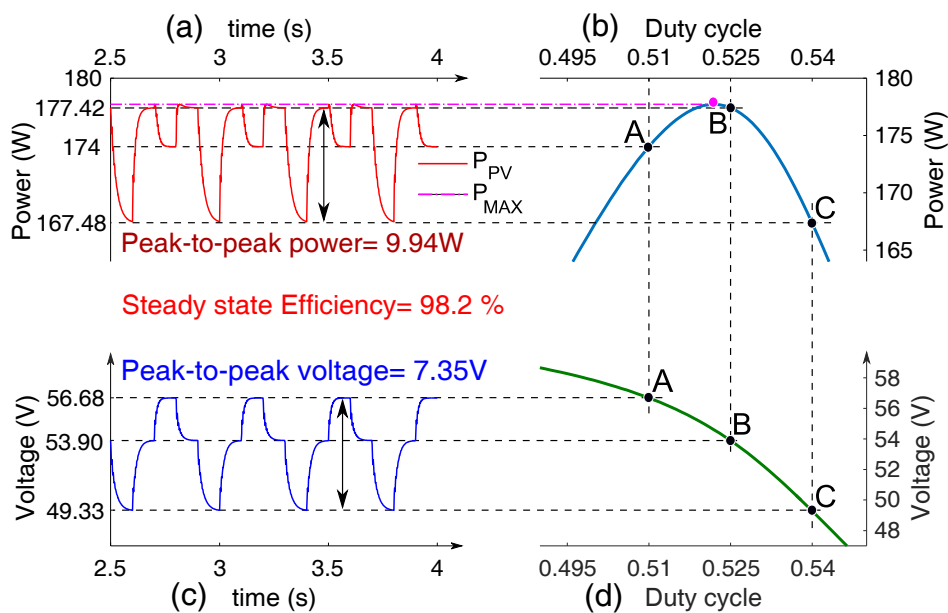 (a) time (s)
2.5 3 3.5 4
180
177.42
174
167.48
Power (W)
P_PV
P_MAX
Peak-to-peak power= 9.94W
(b) Duty cycle
0.495 0.51 0.525 0.54
180
175
170
165
Power (W)
A
B
C
Steady state Efficiency= 98.2 %
Peak-to-peak voltage= 7.35V
56.68
53.90
49.33
Voltage (V)
2.5 3 3.5 4
(c) time (s)
A
B
C
58
56
54
52
50
48
Voltage (V)
0.495 0.51 0.525 0.54
(d) Duty cycle